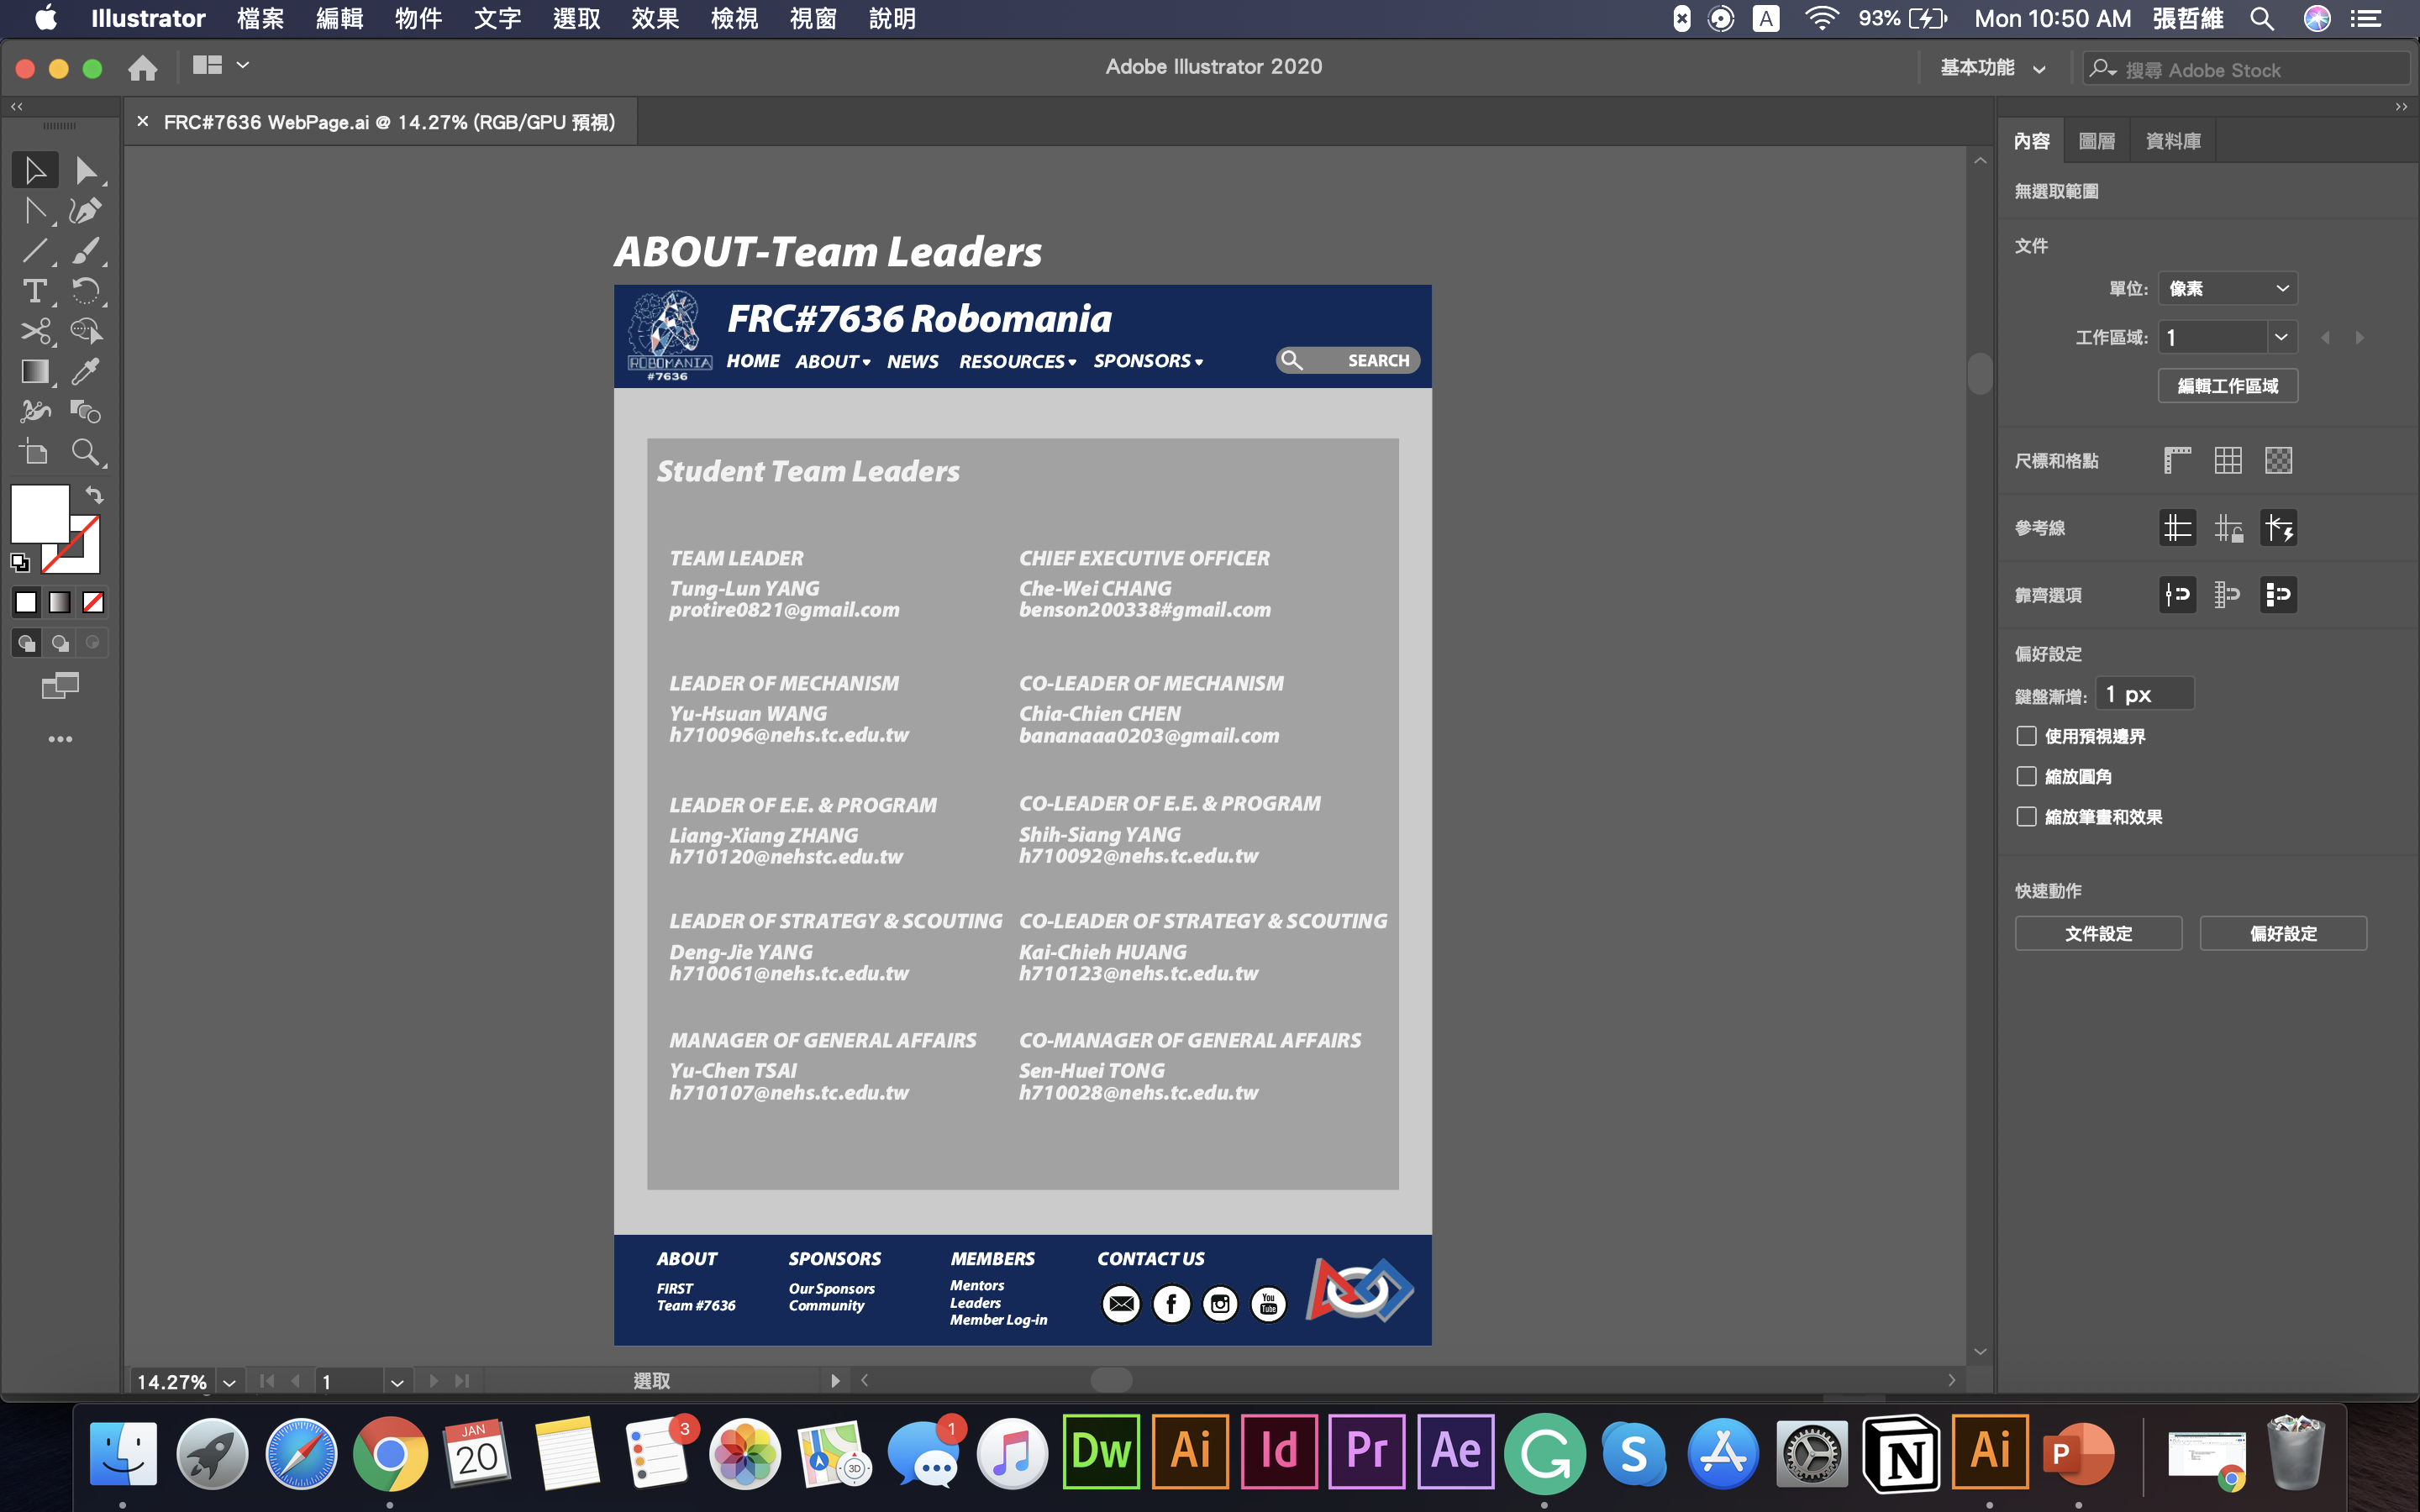 Illustrator 檔案 編輯 物件 文字 選取 效果 檢視 視窗 說明 A 93% Mon 10:50 AM 張哲維
Adobe Illustrator 2020 基本功能 搜尋 Adobe Stock
FRC#7636 WebPage.ai @ 14.27% (RGB/GPU 預視)
內容 圖層 資料庫
無選取範圍
文件
單位: 像素
工作區域: 1
編輯工作區域
尺標和格點
參考線
靠齊選項
偏好設定
鍵盤漸增: 1 px
使用預視邊界
縮放圓角
縮放筆畫和效果
快速動作
文件設定 偏好設定
ABOUT-Team Leaders
FRC#7636 Robomania
ROBOMANIA
#7636
HOME ABOUT NEWS RESOURCES SPONSORS SEARCH
Student Team Leaders
TEAM LEADER
Tung-Lun YANG
protire0821@gmail.com
CHIEF EXECUTIVE OFFICER
Che-Wei CHANG
benson200338#gmail.com
LEADER OF MECHANISM
Yu-Hsuan WANG
h710096@nehs.tc.edu.tw
CO-LEADER OF MECHANISM
Chia-Chien CHEN
bananaaa0203@gmail.com
LEADER OF E.E. & PROGRAM
Liang-Xiang ZHANG
h710120@nehstc.edu.tw
CO-LEADER OF E.E. & PROGRAM
Shih-Siang YANG
h710092@nehs.tc.edu.tw
LEADER OF STRATEGY & SCOUTING
Deng-Jie YANG
h710061@nehs.tc.edu.tw
CO-LEADER OF STRATEGY & SCOUTING
Kai-Chieh HUANG
h710123@nehs.tc.edu.tw
MANAGER OF GENERAL AFFAIRS
Yu-Chen TSAI
h710107@nehs.tc.edu.tw
CO-MANAGER OF GENERAL AFFAIRS
Sen-Huei TONG
h710028@nehs.tc.edu.tw
ABOUT
FIRST
Team #7636
SPONSORS
Our Sponsors
Community
MEMBERS
Mentors
Leaders
Member Log-in
CONTACT US
f
You
Tube
14.27% 1 選取
JAN
20
3
3D
1
Dw Ai Id Pr Ae G S N Ai P